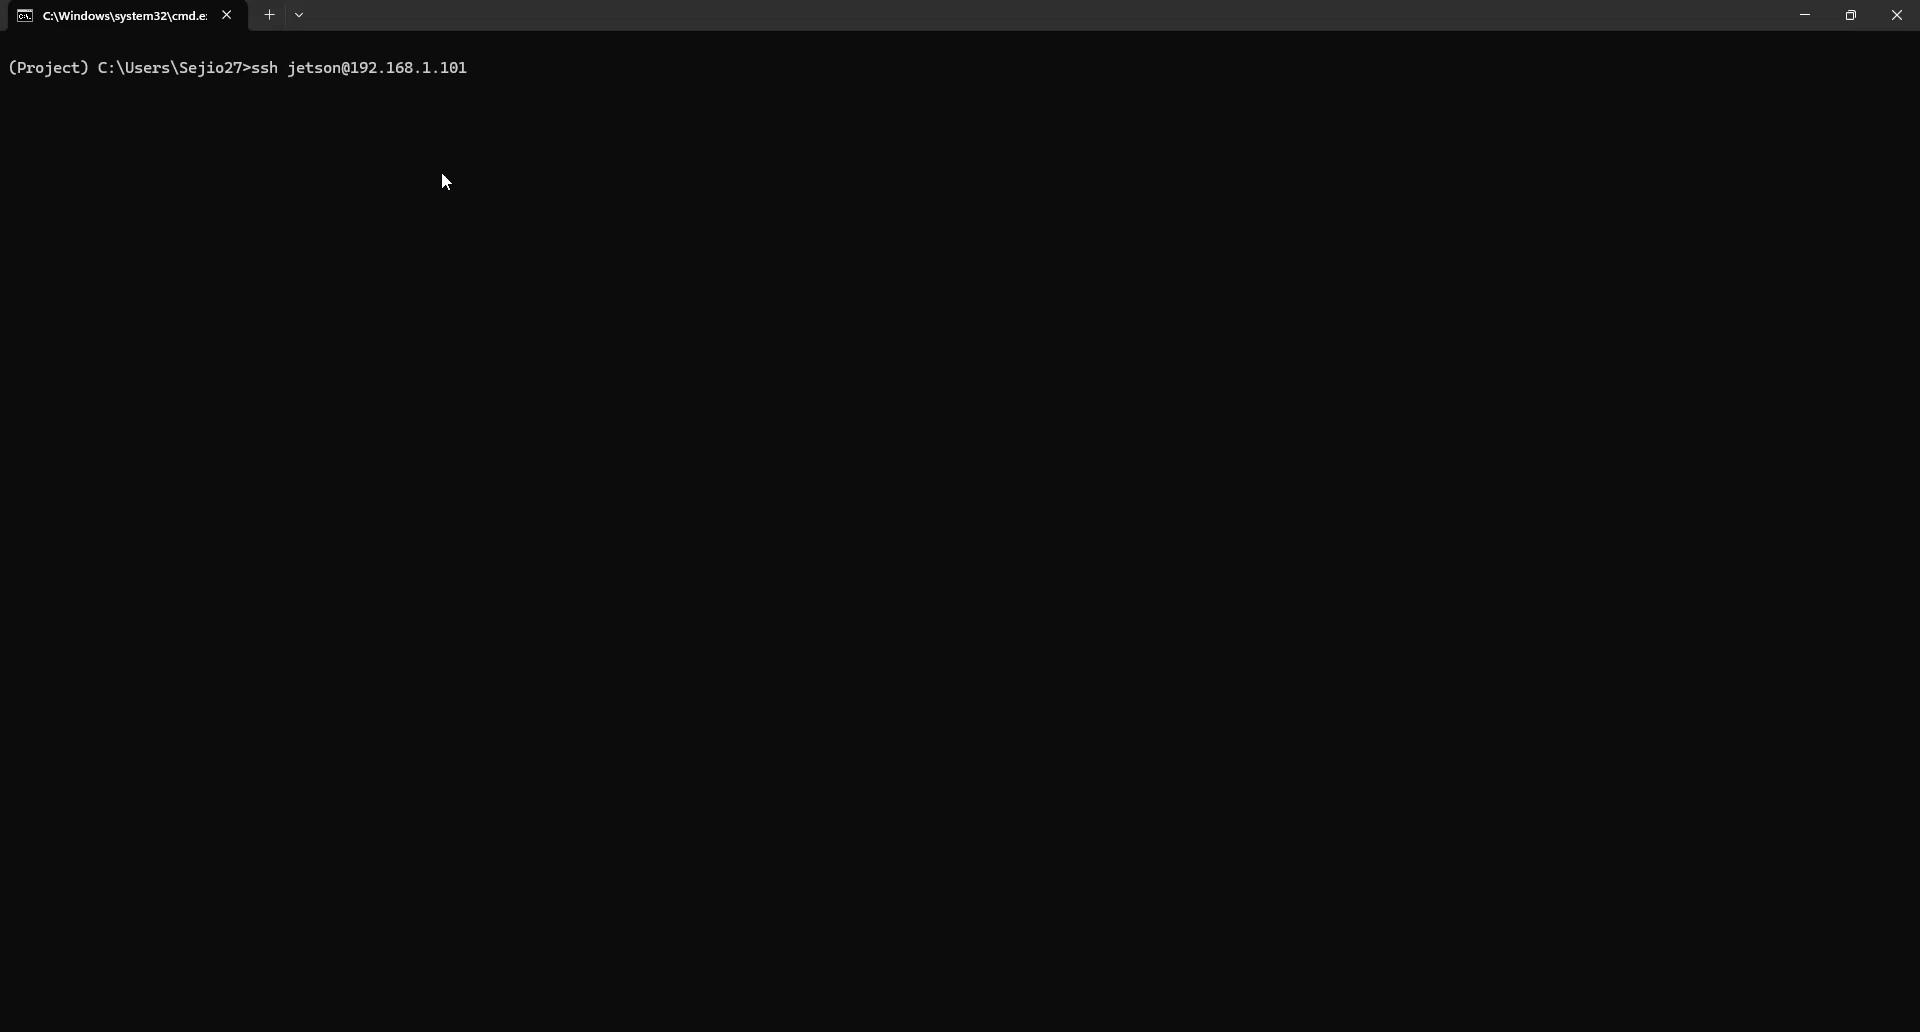 C:\Windows\system32\cmd.e
(Project) C:\Users\Sejio27>ssh jetson@192.168.1.101